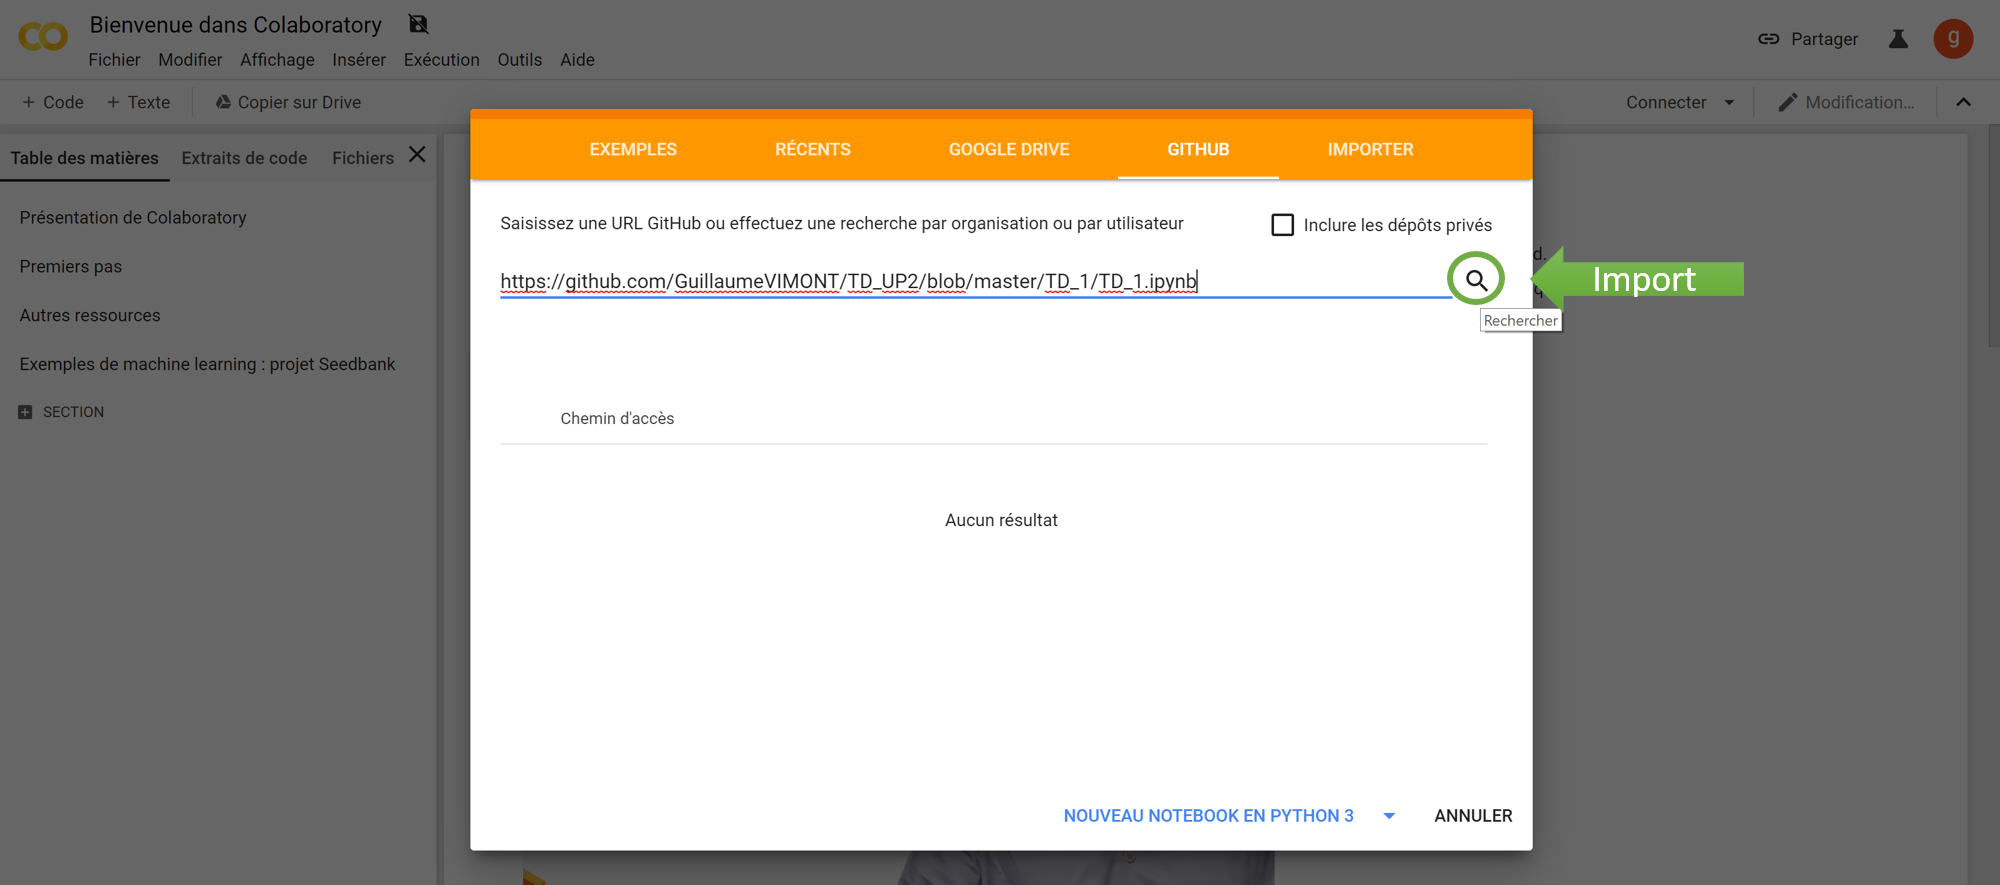 Bienvenue dans Colaboratory
Fichier Modifier Affichage Insérer Exécution Outils Aide
Partager
g
+ Code + Texte Copier sur Drive
Connecter
Modification...
Table des matières Extraits de code Fichiers
Présentation de Colaboratory
Premiers pas
Autres ressources
Exemples de machine learning : projet Seedbank
SECTION
EXEMPLES RÉCENTS GOOGLE DRIVE GITHUB IMPORTER
Saisissez une URL GitHub ou effectuez une recherche par organisation ou par utilisateur
Inclure les dépôts privés
https://github.com/GuillaumeVIMONT/TD_UP2/blob/master/TD_1/TD_1.ipynb
d.
Import
Rechercher
Chemin d'accès
Aucun résultat
NOUVEAU NOTEBOOK EN PYTHON 3
ANNULER